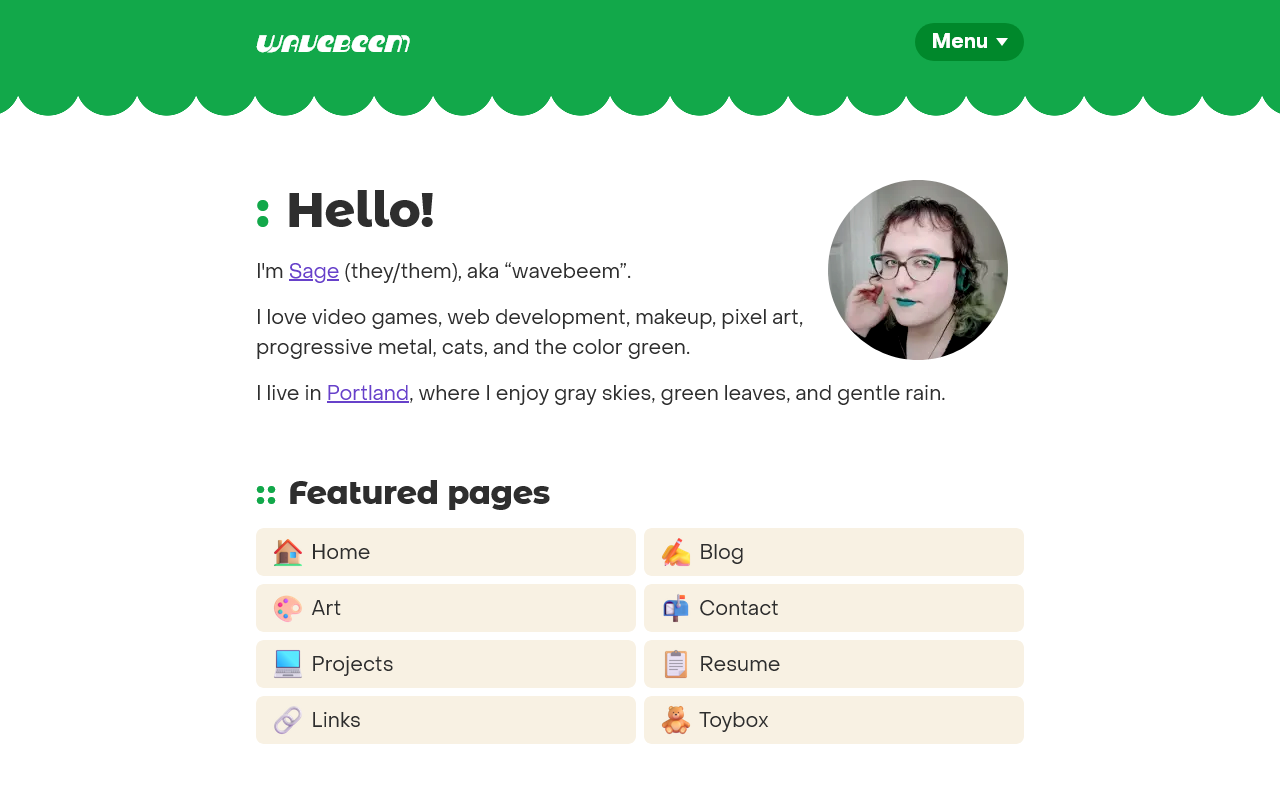 wavebeem
Menu
Hello!
I'm Sage (they/them), aka “wavebeem”.
I love video games, web development, makeup, pixel art,
progressive metal, cats, and the color green.
I live in Portland, where I enjoy gray skies, green leaves, and gentle rain.
Featured pages
Home
Blog
Art
Contact
Projects
Resume
Links
Toybox